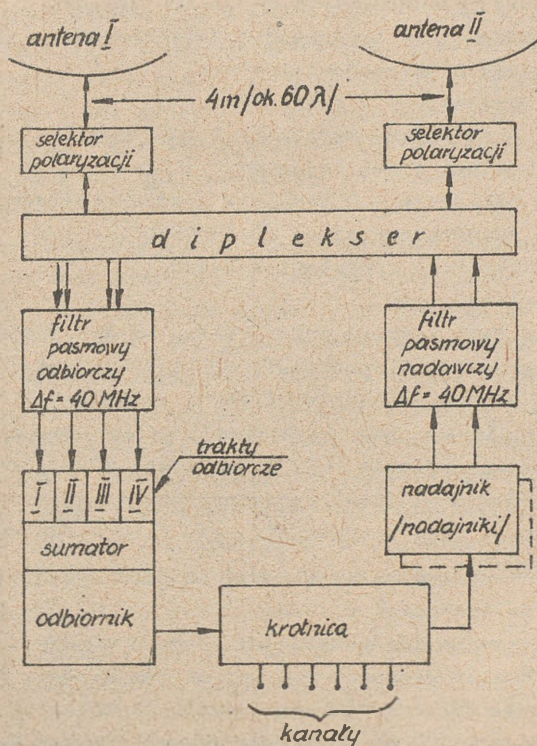 antena I
antena II
4m/ok. 60 λ/
selektor
polaryzacji
selektor
polaryzacji
diplekser
filtr
pasmowy
odbiorczy
Δf = 40 MHz
filtr
pasmowy
nadawczy
Δf = 40 MHz
trakty
odbiorcze
I II III IV
sumator
odbiornik
nadajnik
/nadajniki/
krotnica
kanały